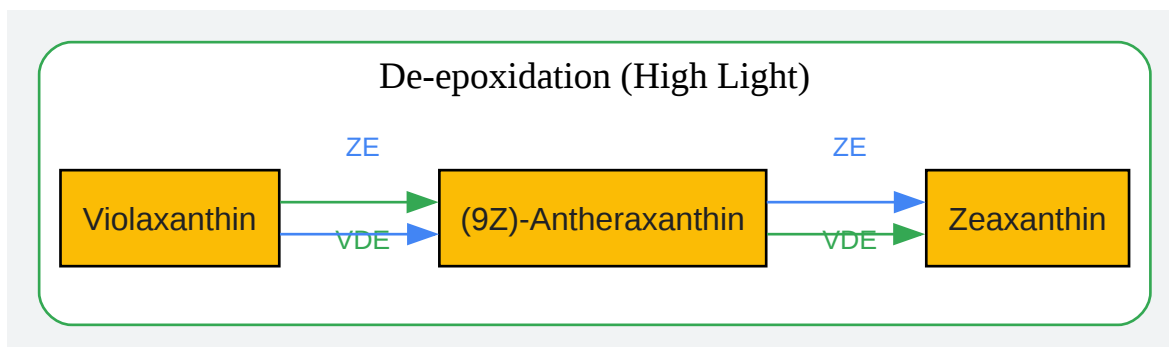 De-epoxidation (High Light)
ZE
ZE
Violaxanthin
(9Z)-Antheraxanthin
Zeaxanthin
VDE
VDE